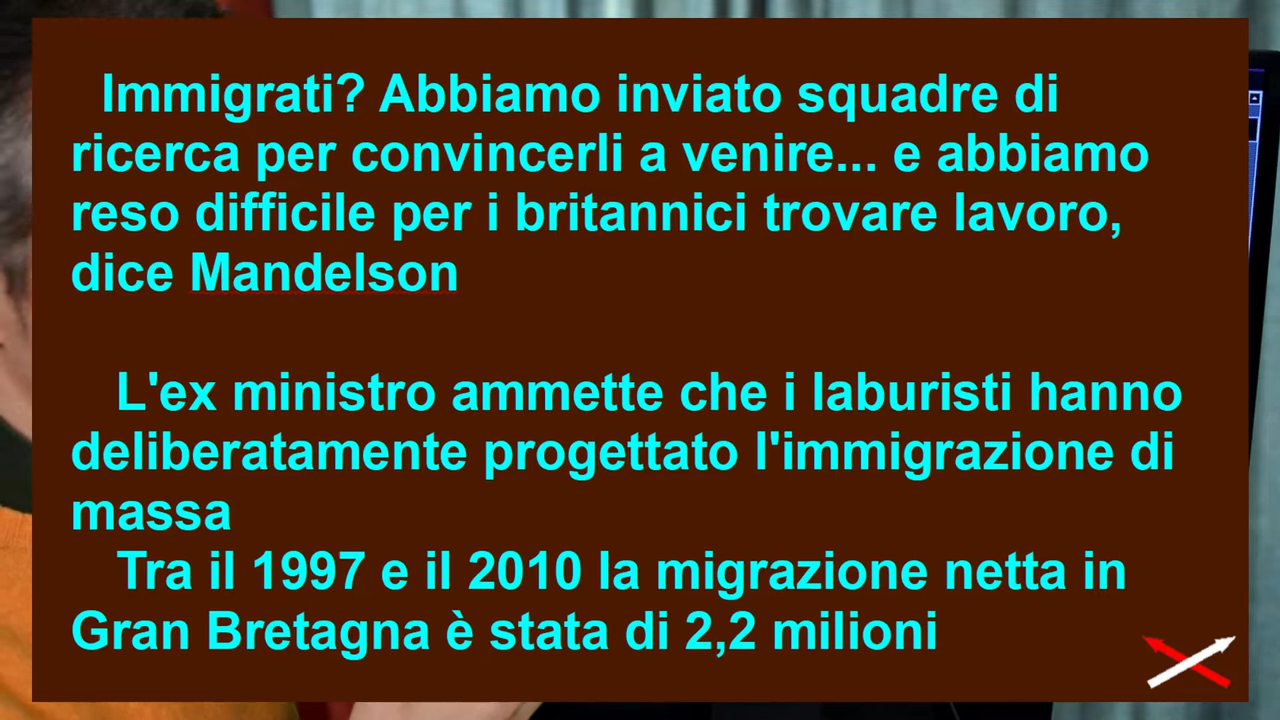 Immigrati? Abbiamo inviato squadre di
ricerca per convincerli a venire... e abbiamo
reso difficile per i britannici trovare lavoro,
dice Mandelson
L'ex ministro ammette che i laburisti hanno
deliberatamente progettato l'immigrazione di
massa
Tra il 1997 e il 2010 la migrazione netta in
Gran Bretagna è stata di 2,2 milioni